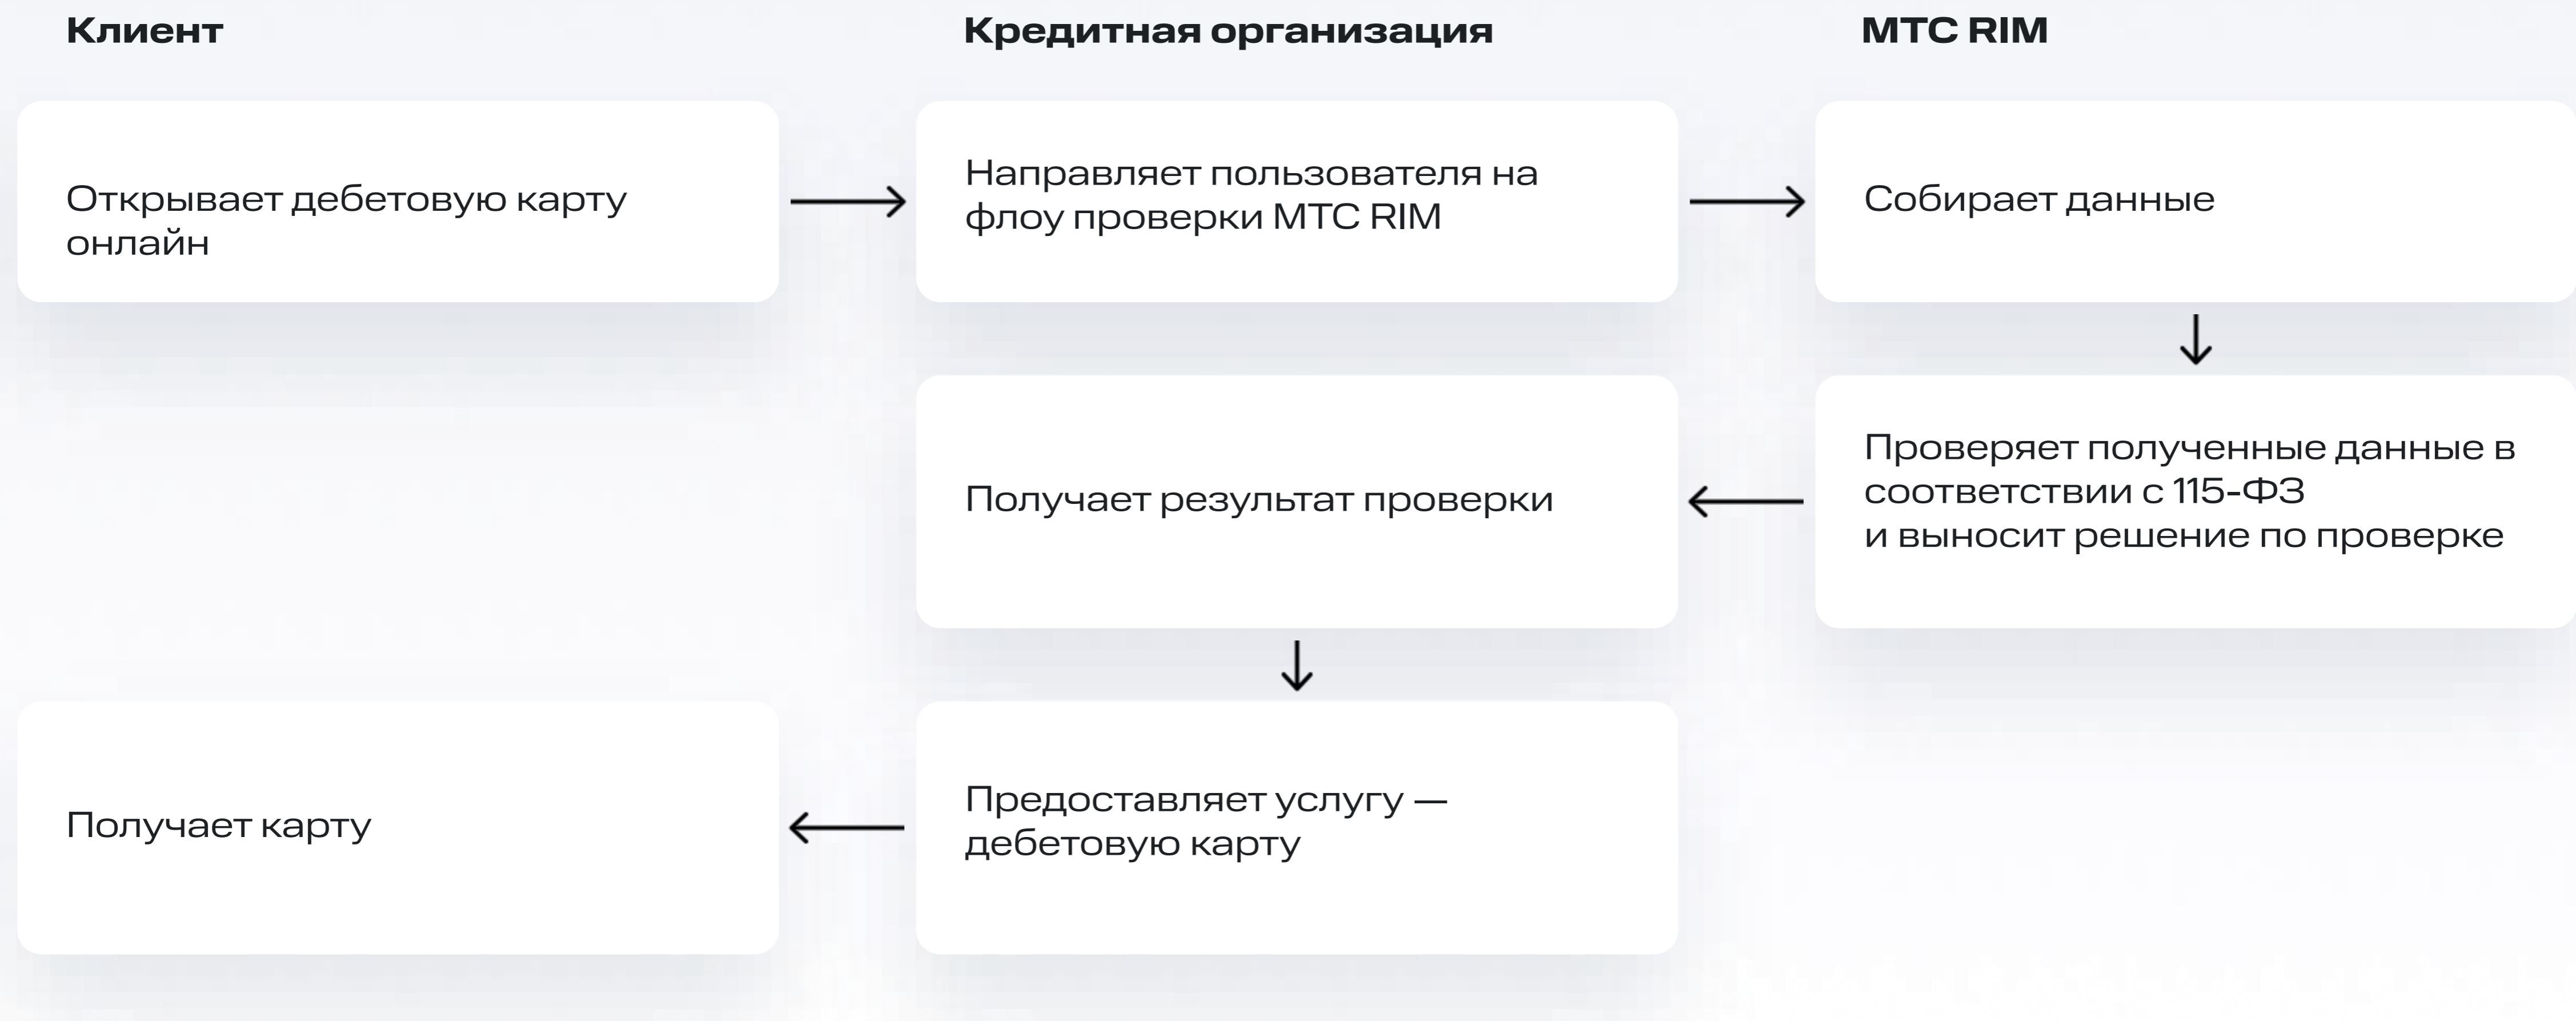 Клиент
Кредитная организация
МТС RIM
Открывает дебетовую карту
онлайн
Направляет пользователя на
флоу проверки МТС RIM
Собирает данные
Получает результат проверки
Проверяет полученные данные в
соответствии с 115-ФЗ
и выносит решение по проверке
Получает карту
Предоставляет услугу —
дебетовую карту